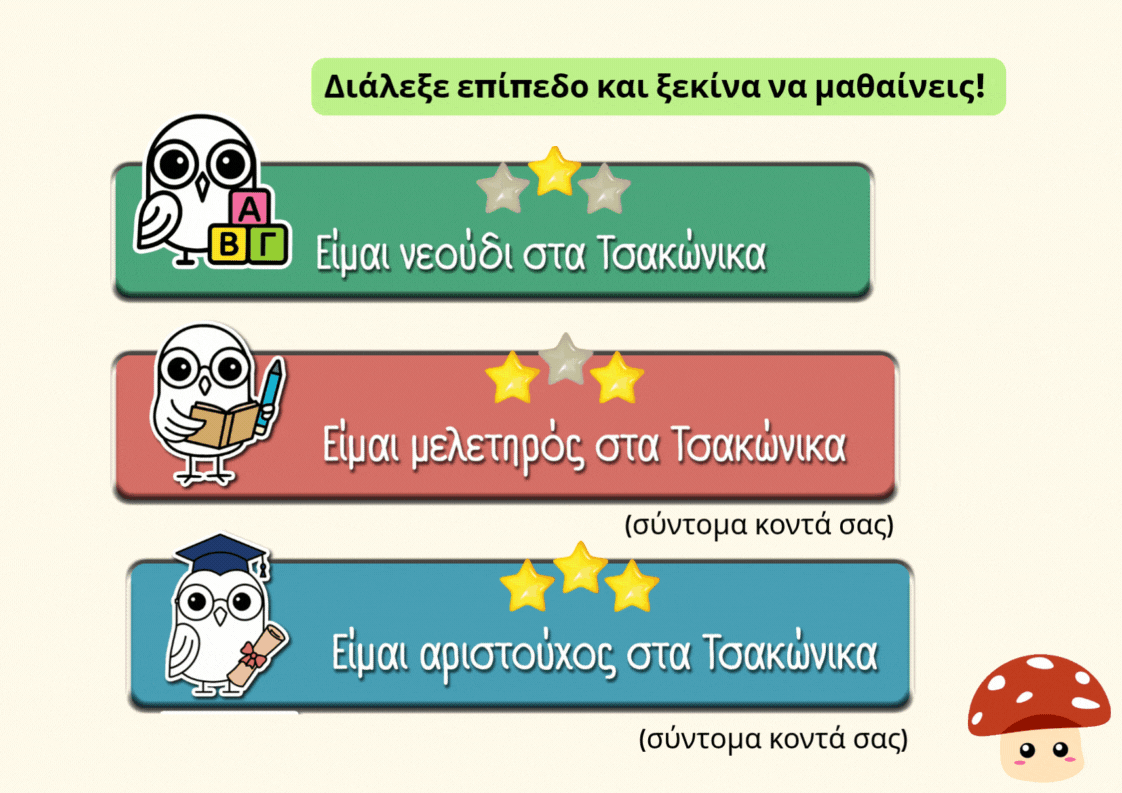 Διάλεξε επίπεδο και ξεκίνα να μαθαίνεις!
Α
Β Γ
Είμαι νεούδι στα Τσακώνικα
Είμαι μελετηρός στα Τσακώνικα
(σύντομα κοντά σας)
Είμαι αριστούχος στα Τσακώνικα
(σύντομα κοντά σας)